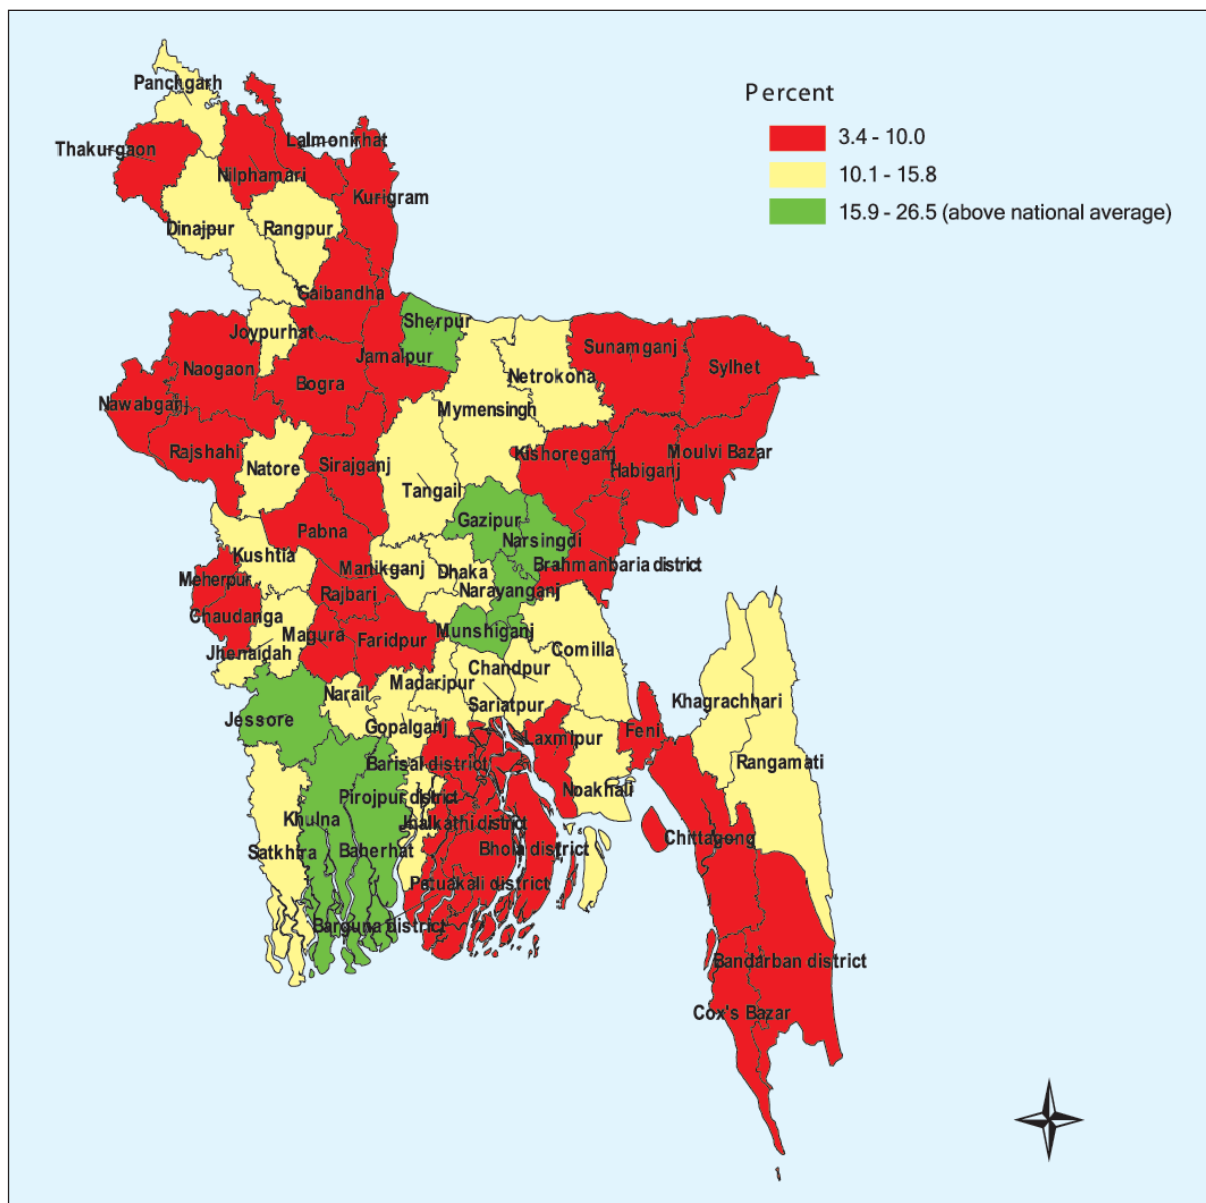 Percent
3.4 - 10.0
10.1 - 15.8
15.9 - 26.5 (above national average)
Panchgarh
Thakurgaon
Lalmonirhat
Nilphamari
Kurigram
Dinajpur
Rangpur
Gaibandha
Sherpur
Joypurhat
Jamalpur
Sunamganj
Sylhet
Naogaon
Bogra
Netrokona
Nawabganj
Mymensingh
Rajshahi
Natore
Sirajganj
Kishoreganj
Habiganj
Moulvi Bazar
Tangail
Gazipur
Pabna
Narsingdi
Kushtia
Manikganj
Dhaka
Brahmanbaria district
Meherpur
Rajbari
Narayanganj
Chaudanga
Magura
Faridpur
Munshiganj
Jhenaidah
Comilla
Chandpur
Madaripur
Narail
Sariatpur
Khagrachhari
Jessore
Gopalganj
Laxmipur
Feni
Barisal district
Rangamati
Pirojpur district
Noakhali
Khulna
Jhalkathi district
Chittagong
Satkhira
Baherhat
Bhola district
Patuakali district
Barguna district
Bandarban district
Cox's Bazar